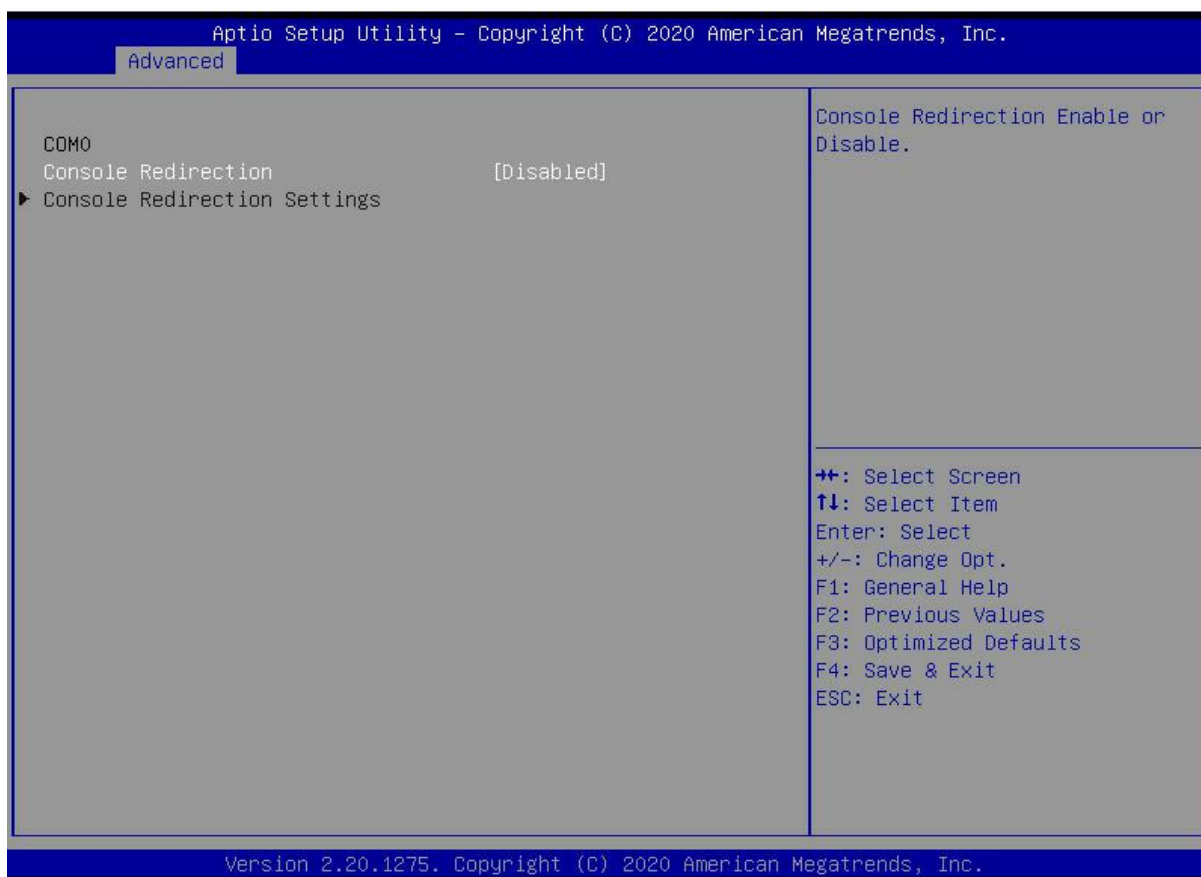 Aptio Setup Utility – Copyright (C) 2020 American Megatrends, Inc.
Advanced
COM0
Console Redirection [Disabled]
▶ Console Redirection Settings
Console Redirection Enable or
Disable.
→←: Select Screen
↑↓: Select Item
Enter: Select
+/-: Change Opt.
F1: General Help
F2: Previous Values
F3: Optimized Defaults
F4: Save & Exit
ESC: Exit
Version 2.20.1275. Copyright (C) 2020 American Megatrends, Inc.